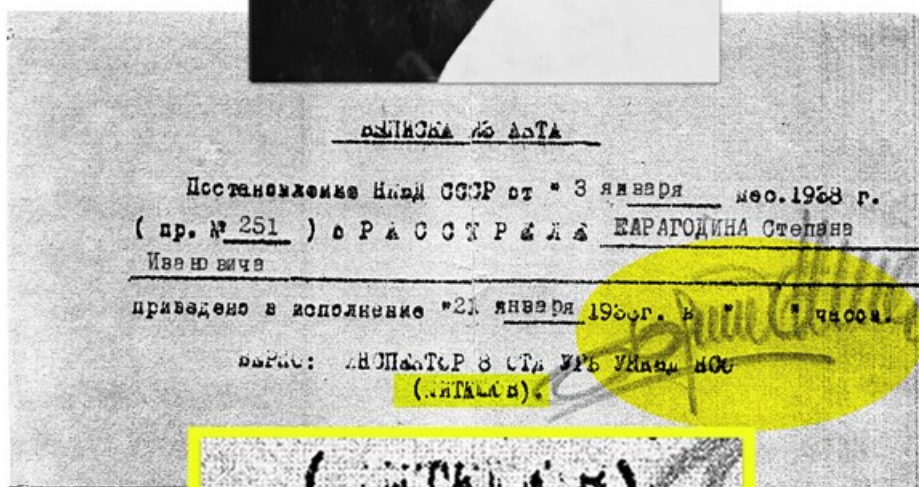 ВЫПИСКА ИЗ АКТА
Постановление НКВД СССР от " 3 января мес. 1938 г.
( пр. № 251 ) о Р А С С Т Р Е Л Е КАРАГОДИНА Степана
Ивановича
приведено в исполнение "21 января 1938г. в " " часов.
ВЕРНО: ИНСПЕКТОР 8 ОТД УГБ УНКВД НСО